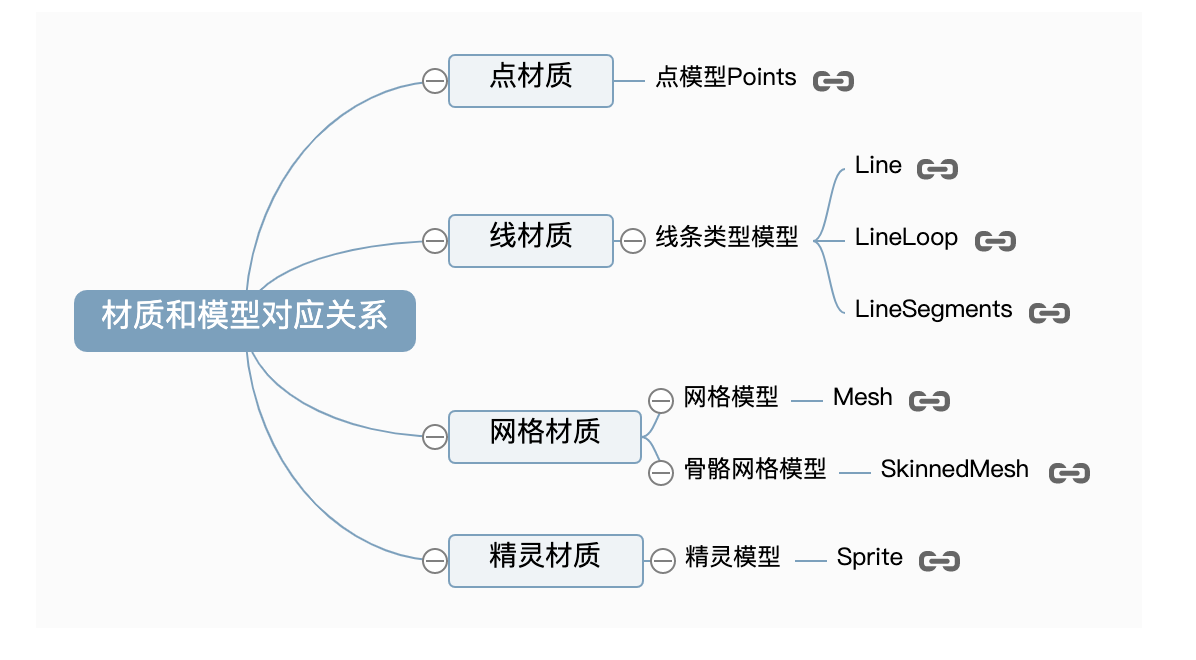 材质和模型对应关系
点材质
点模型Points
线材质
线条类型模型
Line
LineLoop
LineSegments
网格材质
网格模型
Mesh
骨骼网格模型
SkinnedMesh
精灵材质
精灵模型
Sprite